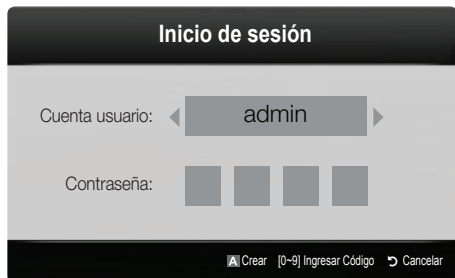 Inicio de sesión
Cuenta usuario: admin
Contraseña:
A Crear [0~9] Ingresar Código Cancelar